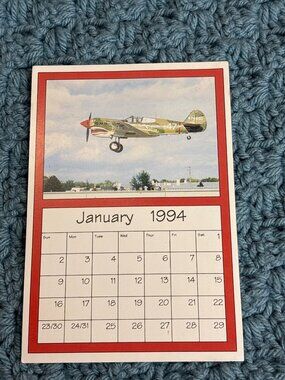 January 1994
Sun Mon Tues Wed Thur Fri Sat 1
2 3 4 5 6 7 8
9 10 11 12 13 14 15
16 17 18 19 20 21 22
23/30 24/31 25 26 27 28 29